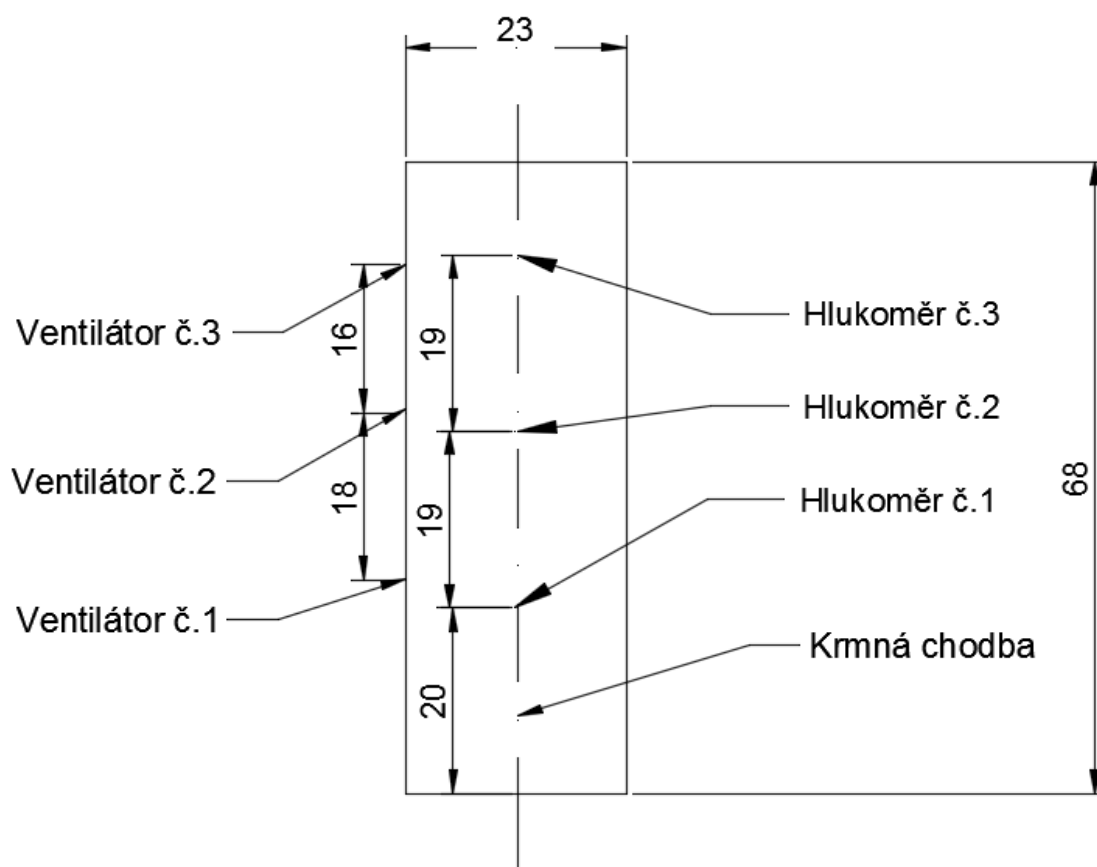 23
Ventilátor č.3
16
19
Hlukoměr č.3
Hlukoměr č.2
Ventilátor č.2
18
19
Hlukoměr č.1
68
Ventilátor č.1
20
Krmná chodba